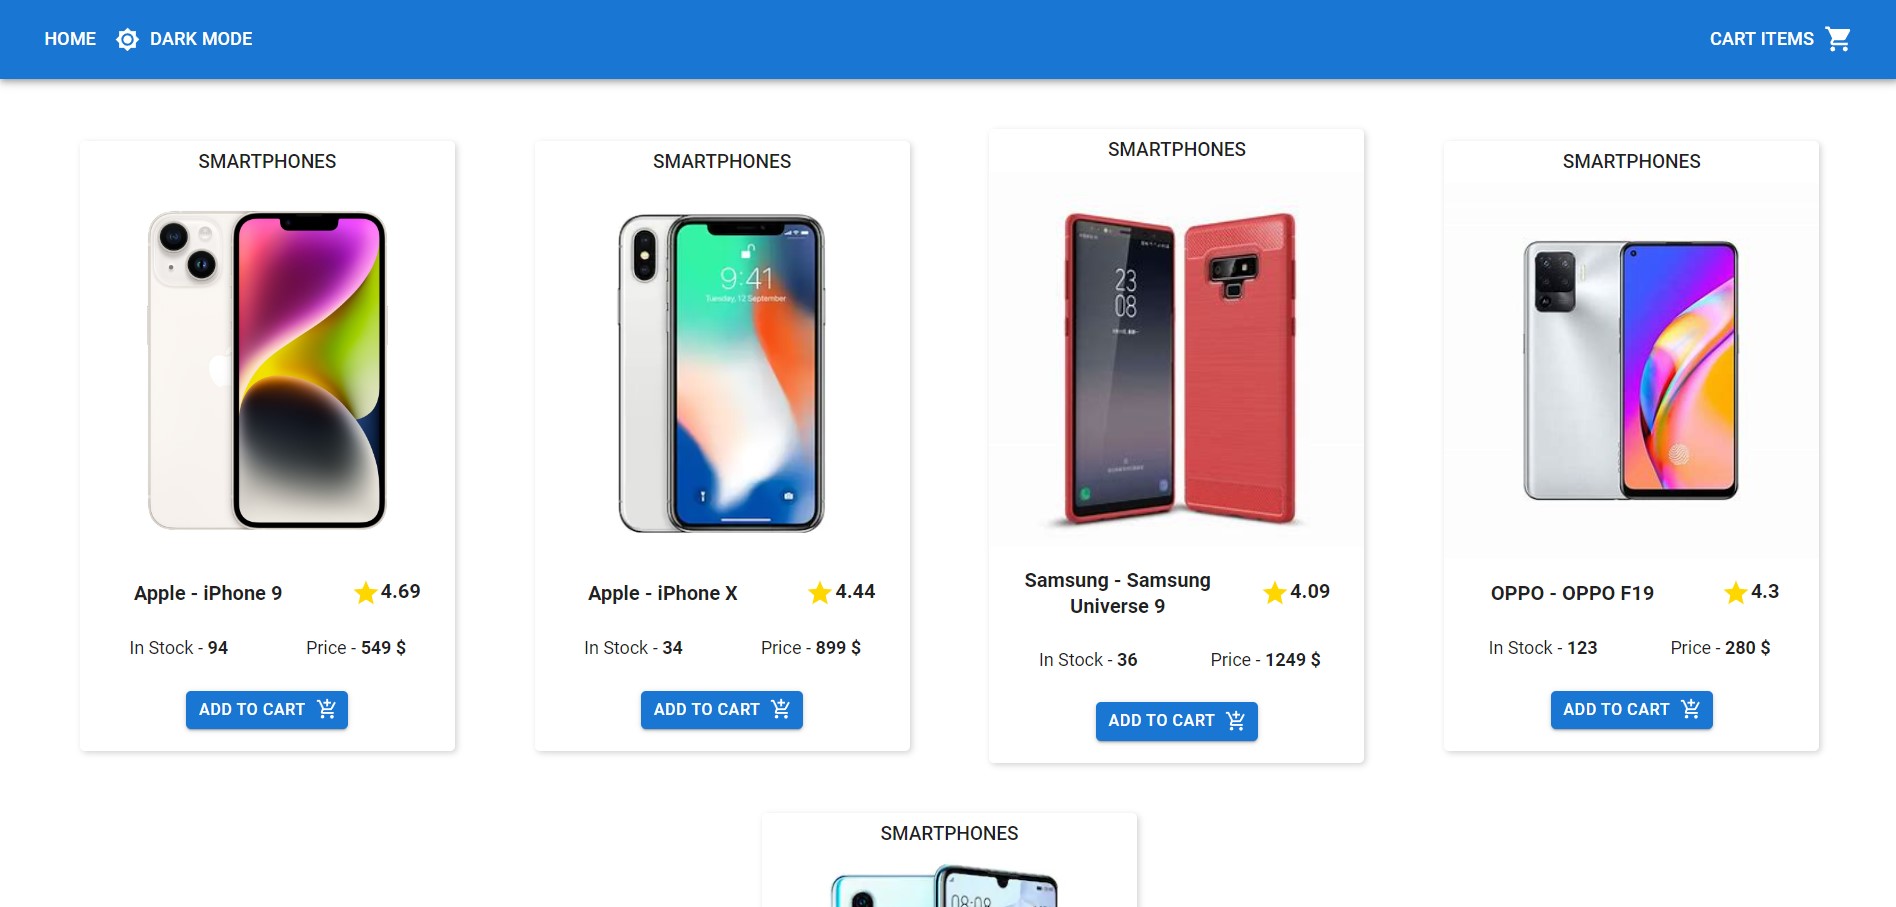 HOME DARK MODE CART ITEMS
SMARTPHONES
Apple - iPhone 9 4.69
In Stock - 94 Price - 549 $
ADD TO CART
SMARTPHONES
9:41
Tuesday, 12 September
Apple - iPhone X 4.44
In Stock - 34 Price - 899 $
ADD TO CART
SMARTPHONES
23
08
Samsung - Samsung
Universe 9
4.09
In Stock - 36 Price - 1249 $
ADD TO CART
SMARTPHONES
OPPO - OPPO F19 4.3
In Stock - 123 Price - 280 $
ADD TO CART
SMARTPHONES
08:08